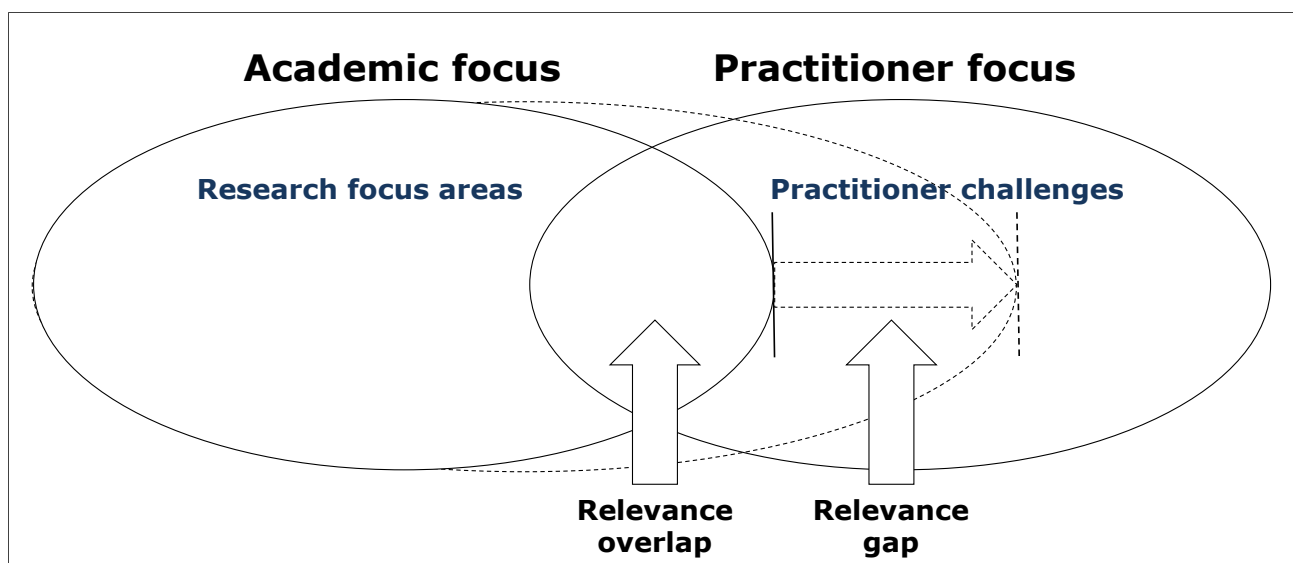 Academic focus
Practitioner focus
Research focus areas
Practitioner challenges
Relevance
overlap
Relevance
gap